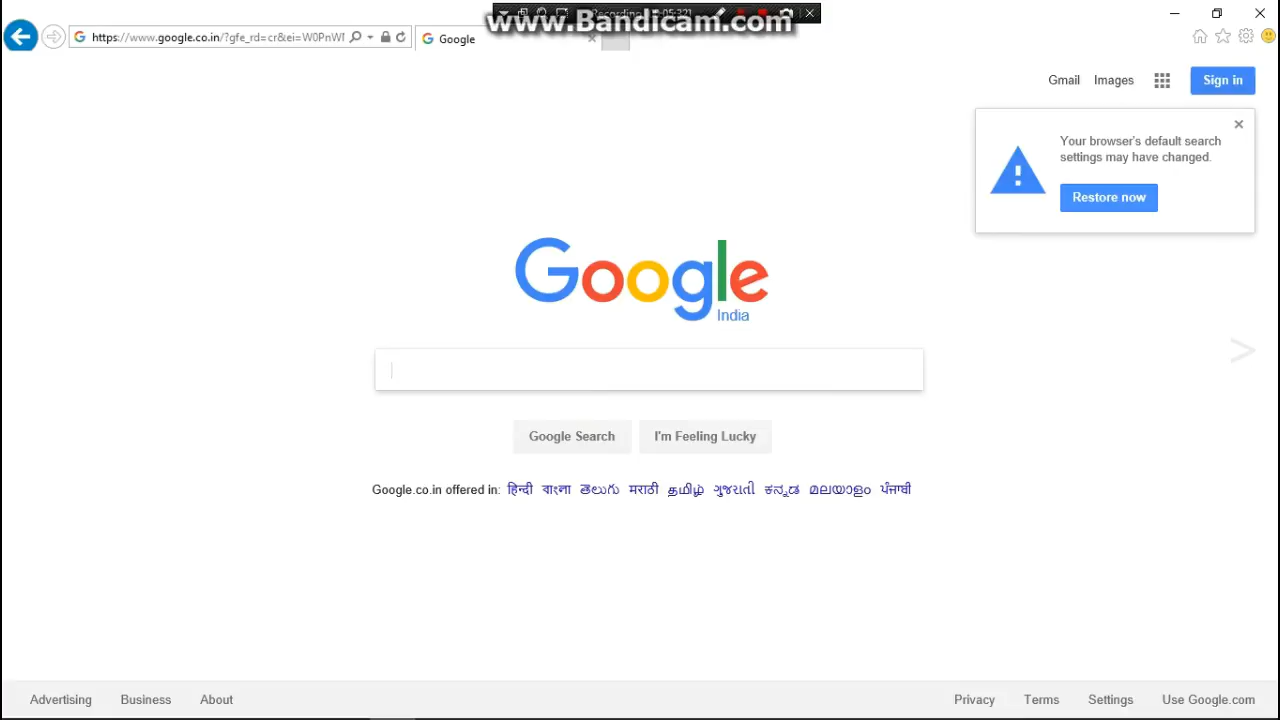 www.Bandicam.com
https://www.google.co.in/?gfe_rd=cr&ei=W0PnWf
Google
Gmail Images Sign in
Your browser's default search
settings may have changed.
Restore now
Google
India
Google Search I'm Feeling Lucky
Google.co.in offered in: हिन्दी বাংলা తెలుగు मराठी தமிழ் ગુજરાતી ಕನ್ನಡ മലയാളം ਪੰਜਾਬੀ
Advertising Business About Privacy Terms Settings Use Google.com